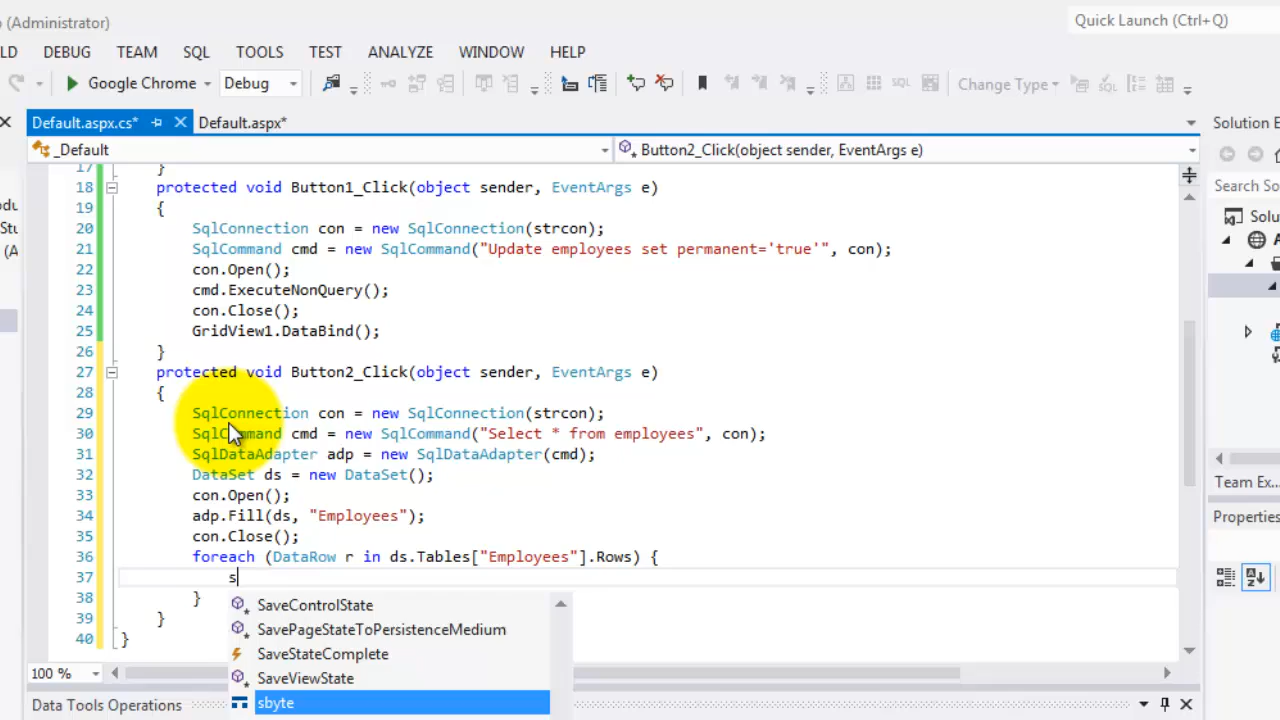 o (Administrator)
Quick Launch (Ctrl+Q)
LD DEBUG TEAM SQL TOOLS TEST ANALYZE WINDOW HELP
Google Chrome Debug Change Type
Default.aspx.cs* Default.aspx*
Solution E
_Default Button2_Click(object sender, EventArgs e)
Search So
17 }
18 protected void Button1_Click(object sender, EventArgs e)
19 {
20 SqlConnection con = new SqlConnection(strcon);
21 SqlCommand cmd = new SqlCommand("Update employees set permanent='true'", con);
22 con.Open();
23 cmd.ExecuteNonQuery();
24 con.Close();
25 GridView1.DataBind();
26 }
27 protected void Button2_Click(object sender, EventArgs e)
28 {
29 SqlConnection con = new SqlConnection(strcon);
30 SqlCommand cmd = new SqlCommand("Select * from employees", con);
31 SqlDataAdapter adp = new SqlDataAdapter(cmd);
32 DataSet ds = new DataSet();
33 con.Open();
34 adp.Fill(ds, "Employees");
35 con.Close();
36 foreach (DataRow r in ds.Tables["Employees"].Rows) {
37 s
38 }
39 }
40 }
SaveControlState
SavePageStateToPersistenceMedium
SaveStateComplete
SaveViewState
sbyte
100 %
Data Tools Operations
odu
Stu
(A
Solu
A
Team Ex...
Properties